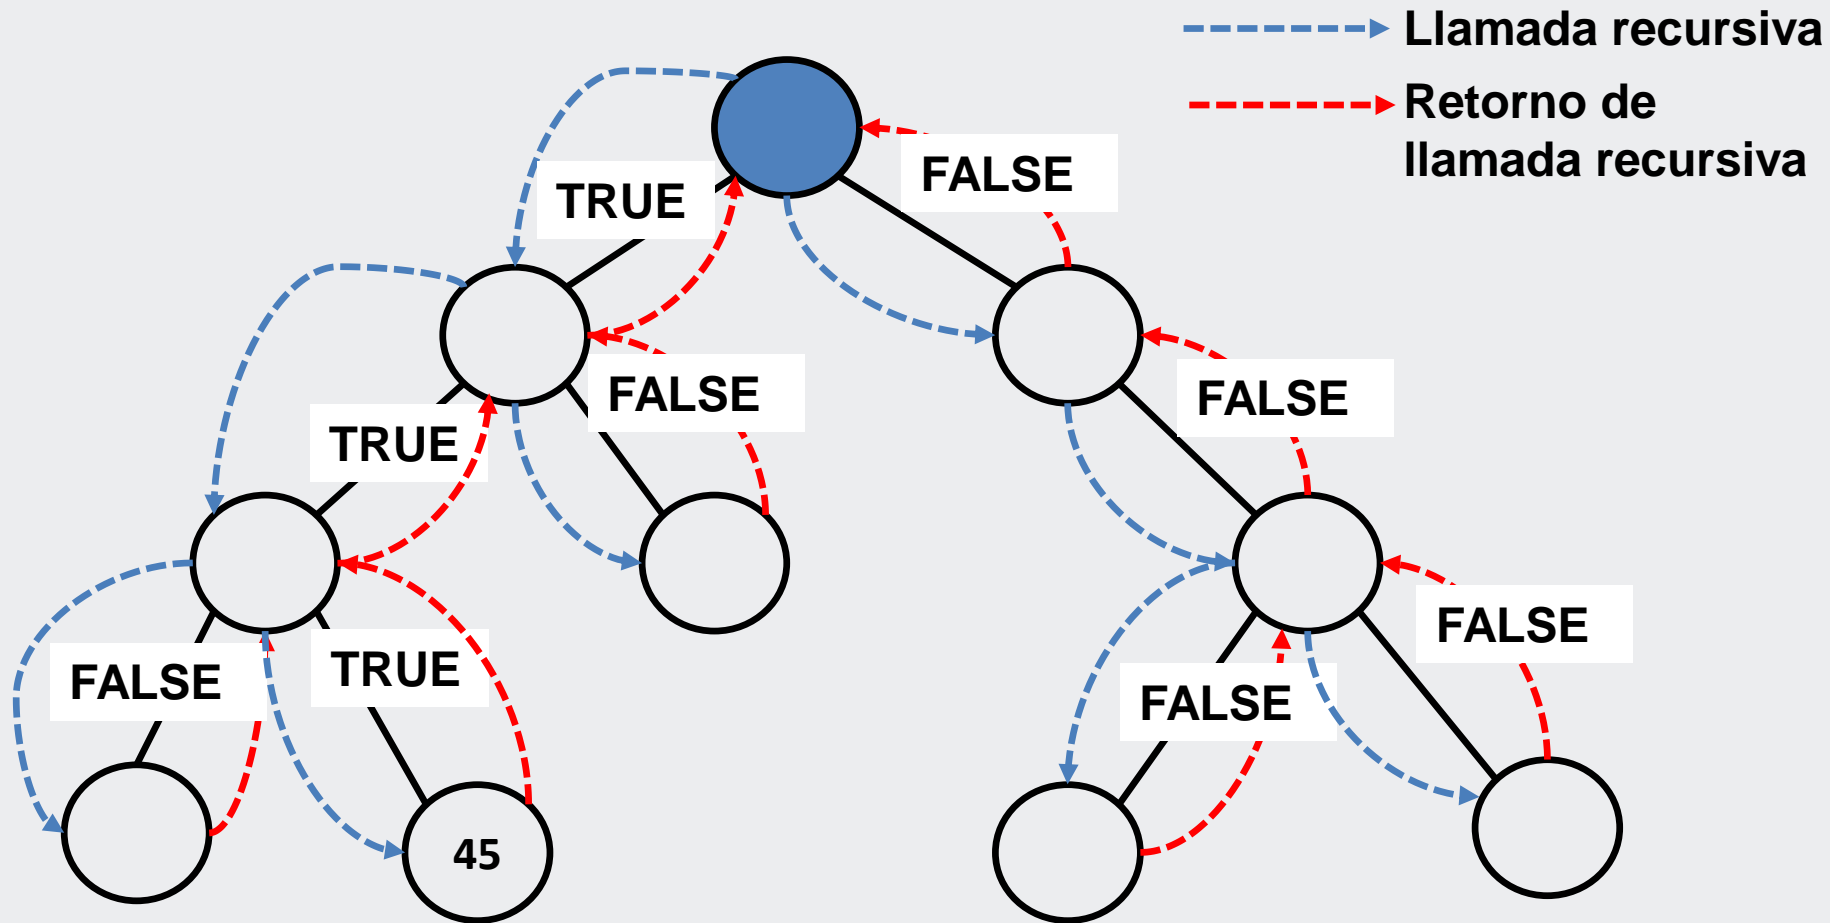 Llamada recursiva
Retorno de
llamada recursiva
FALSE
TRUE
FALSE
FALSE
TRUE
FALSE
TRUE
FALSE
FALSE
45